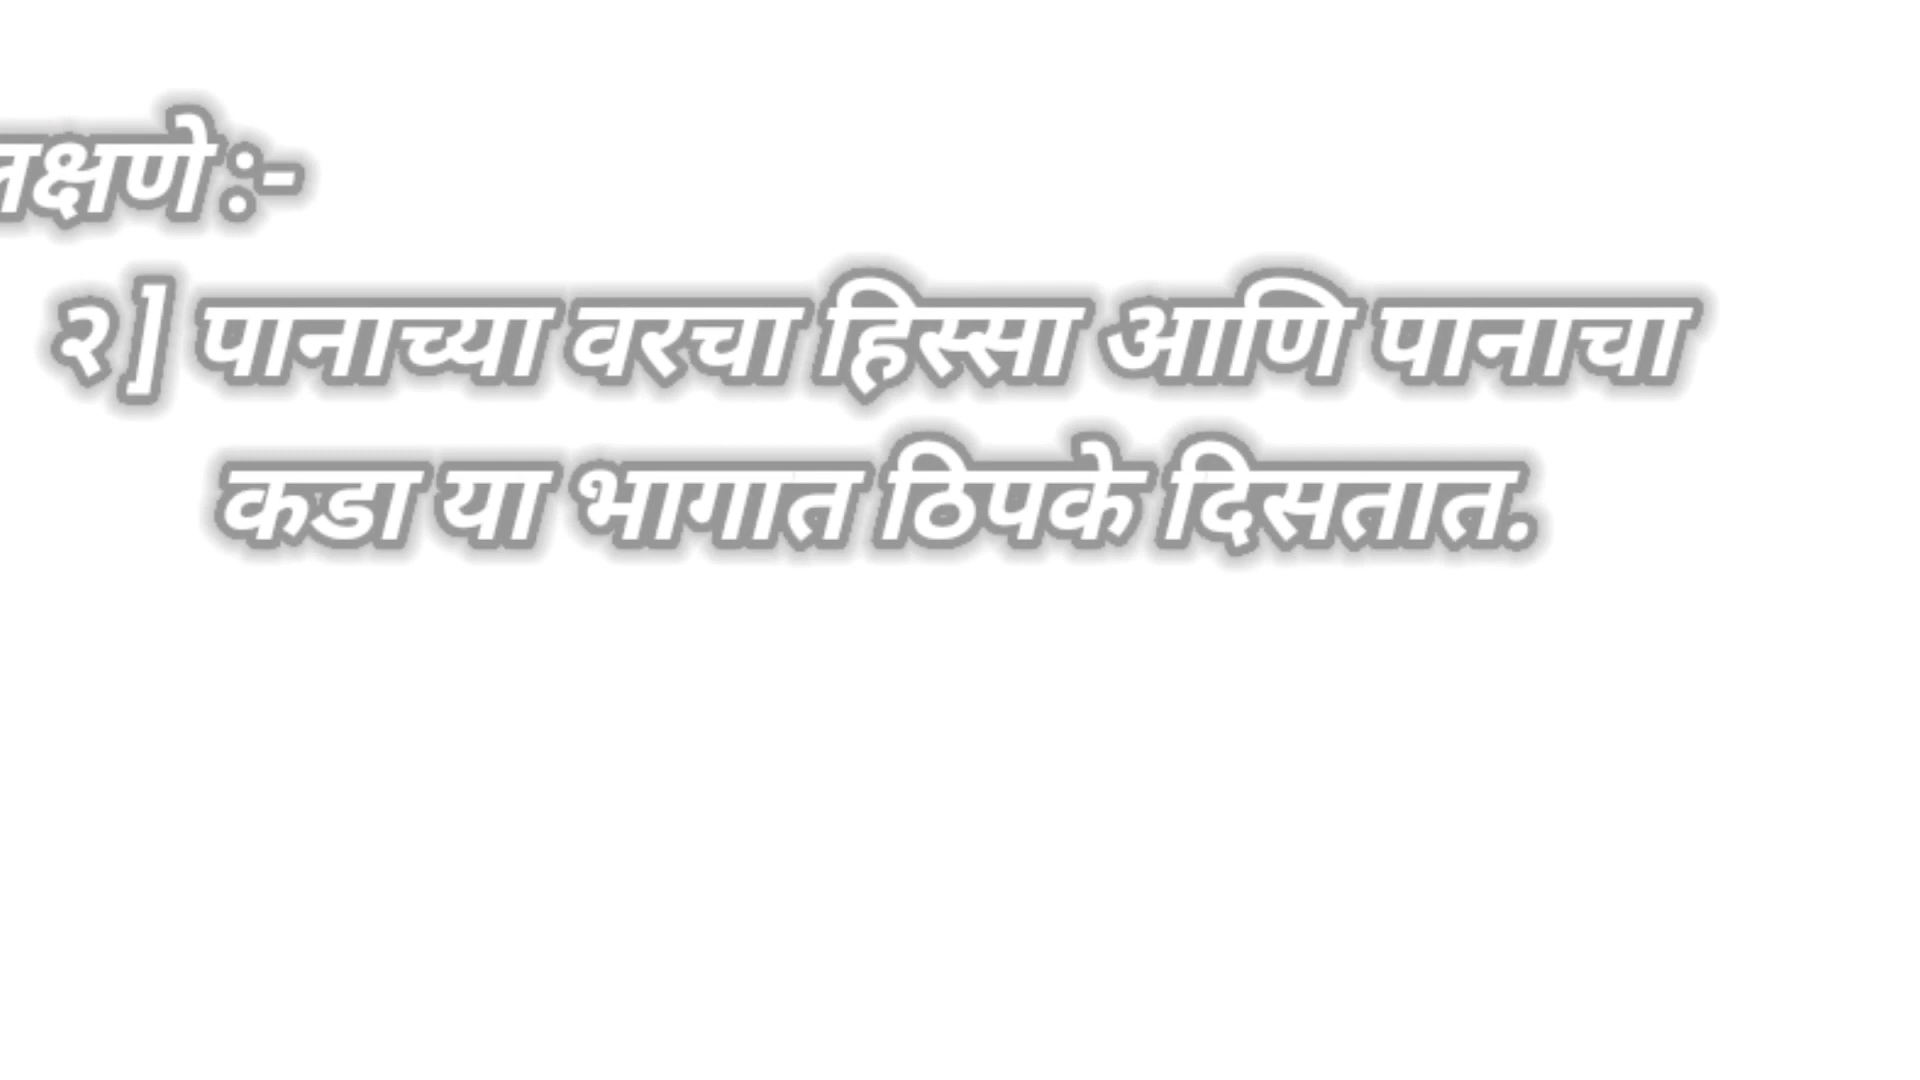 लक्षणे :-
२ ] पानाच्या वरचा हिस्सा आणि पानाचा
कडा या भागात ठिपके दिसतात.